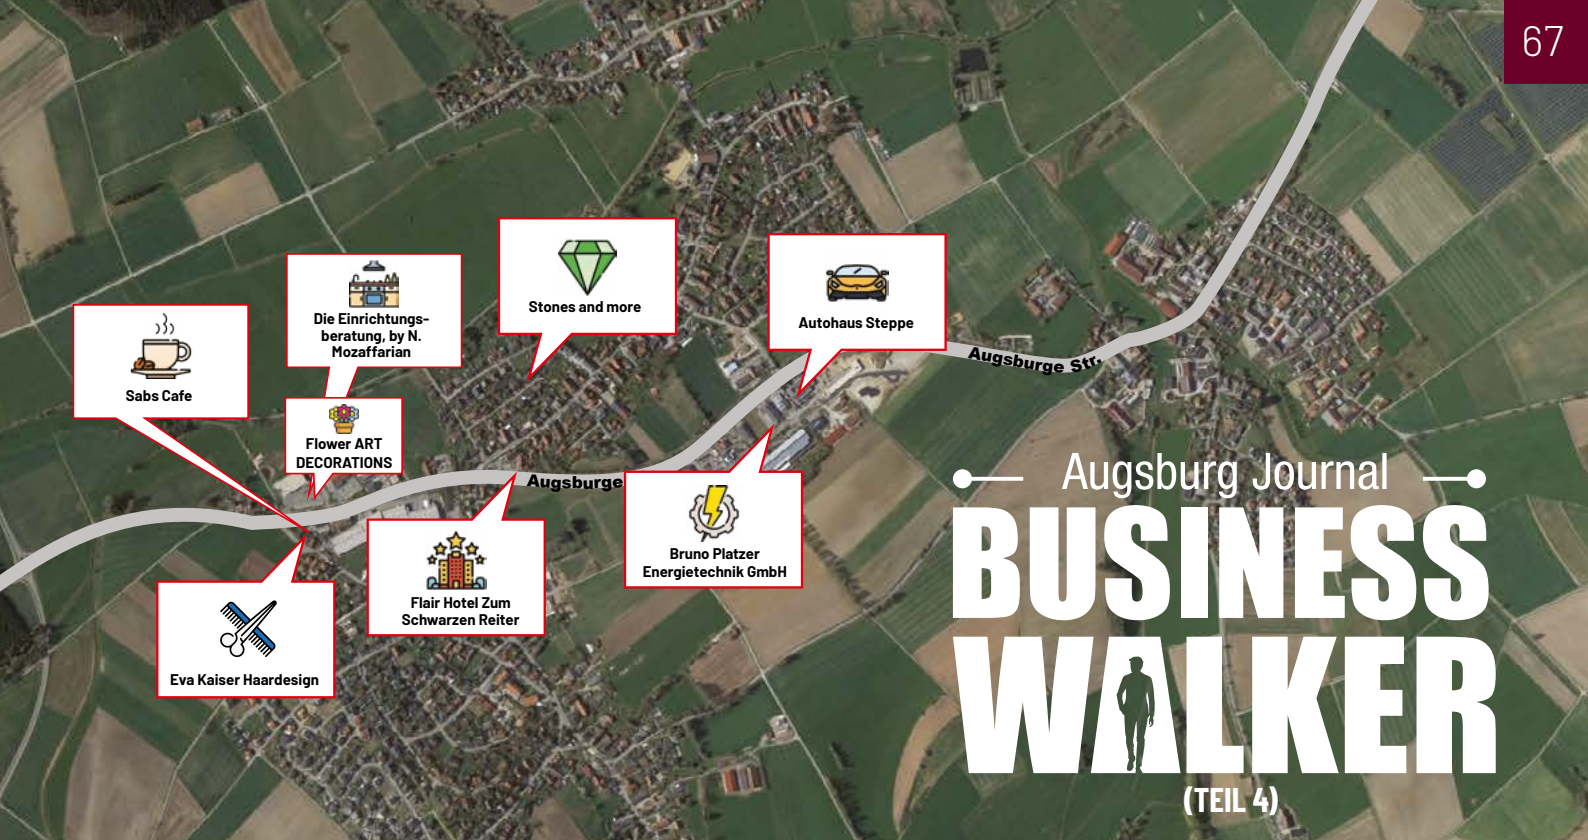 67
Stones and more
Autohaus Steppe
Die Einrichtungs-
beratung, by N.
Mozaffarian
Sabs Cafe
Flower ART
DECORATIONS
Augsburge Str.
Augsburge
Bruno Platzer
Energietechnik GmbH
Flair Hotel Zum
Schwarzen Reiter
Eva Kaiser Haardesign
Augsburg Journal
BUSINESS
WALKER
(TEIL 4)